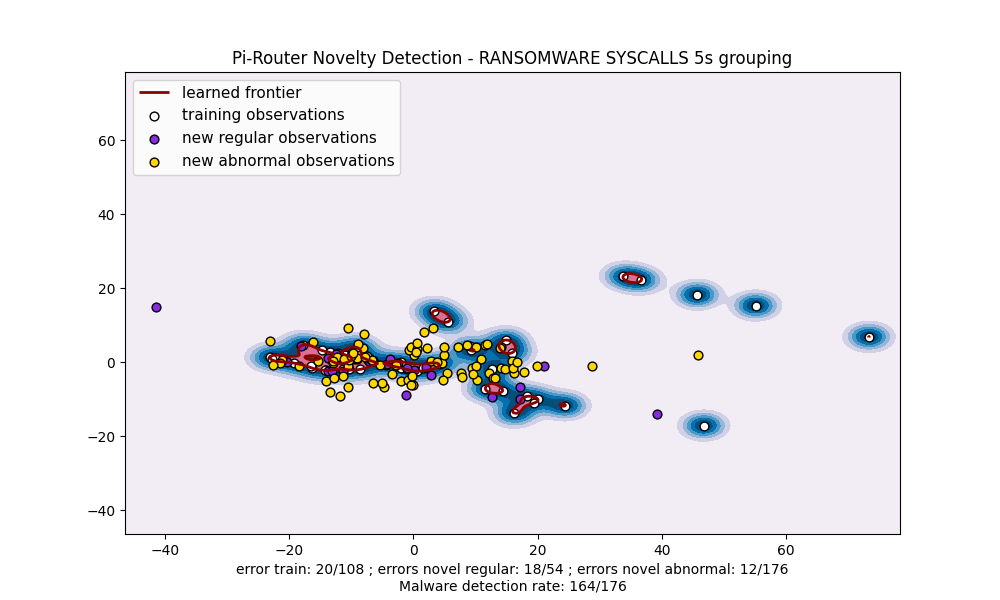 Pi-Router Novelty Detection - RANSOMWARE SYSCALLS 5s grouping
learned frontier
training observations
new regular observations
new abnormal observations
60
40
20
0
−20
−40
−40 −20 0 20 40 60
error train: 20/108 ; errors novel regular: 18/54 ; errors novel abnormal: 12/176
Malware detection rate: 164/176